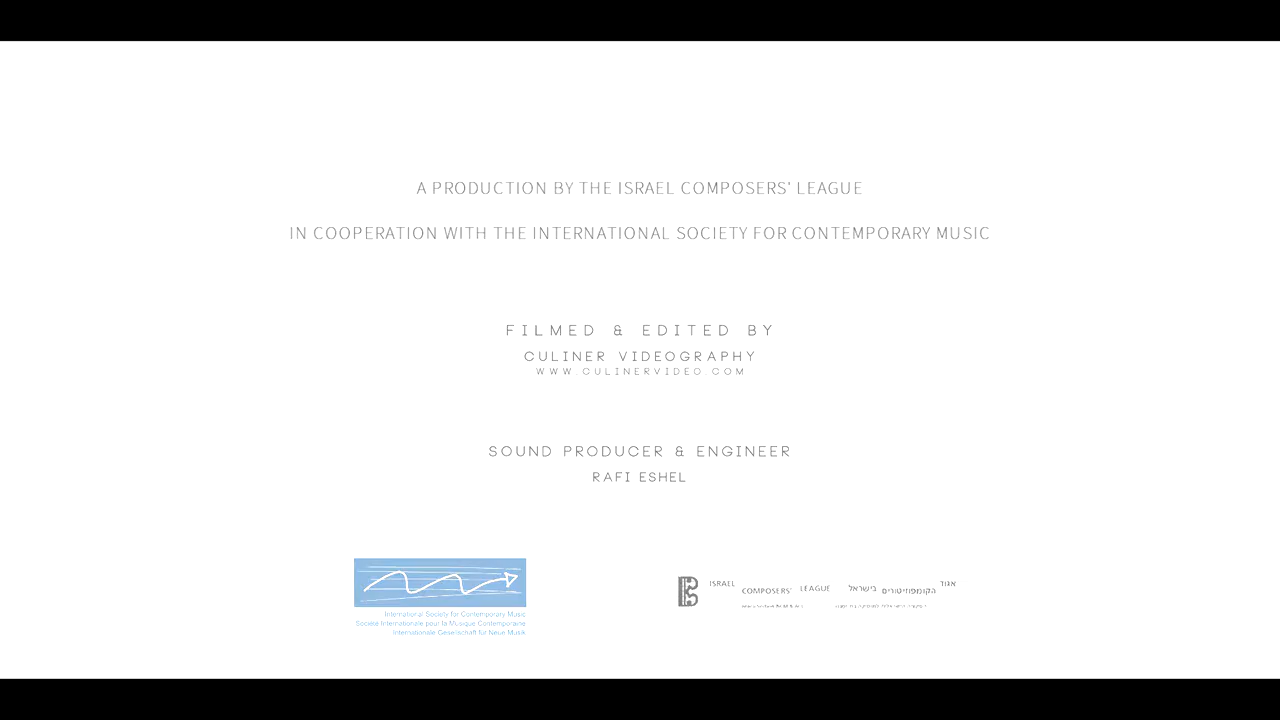 A PRODUCTION BY THE ISRAEL COMPOSERS' LEAGUE
IN COOPERATION WITH THE INTERNATIONAL SOCIETY FOR CONTEMPORARY MUSIC
FILMED & EDITED BY
CULINER VIDEOGRAPHY
WWW.CULINERVIDEO.COM
SOUND PRODUCER & ENGINEER
RAFI ESHEL
International Society for Contemporary Music
Société Internationale pour la Musique Contemporaine
Internationale Gesellschaft für Neue Musik
ISRAEL COMPOSERS' LEAGUE
אגוד הקומפוזיטורים בישראל